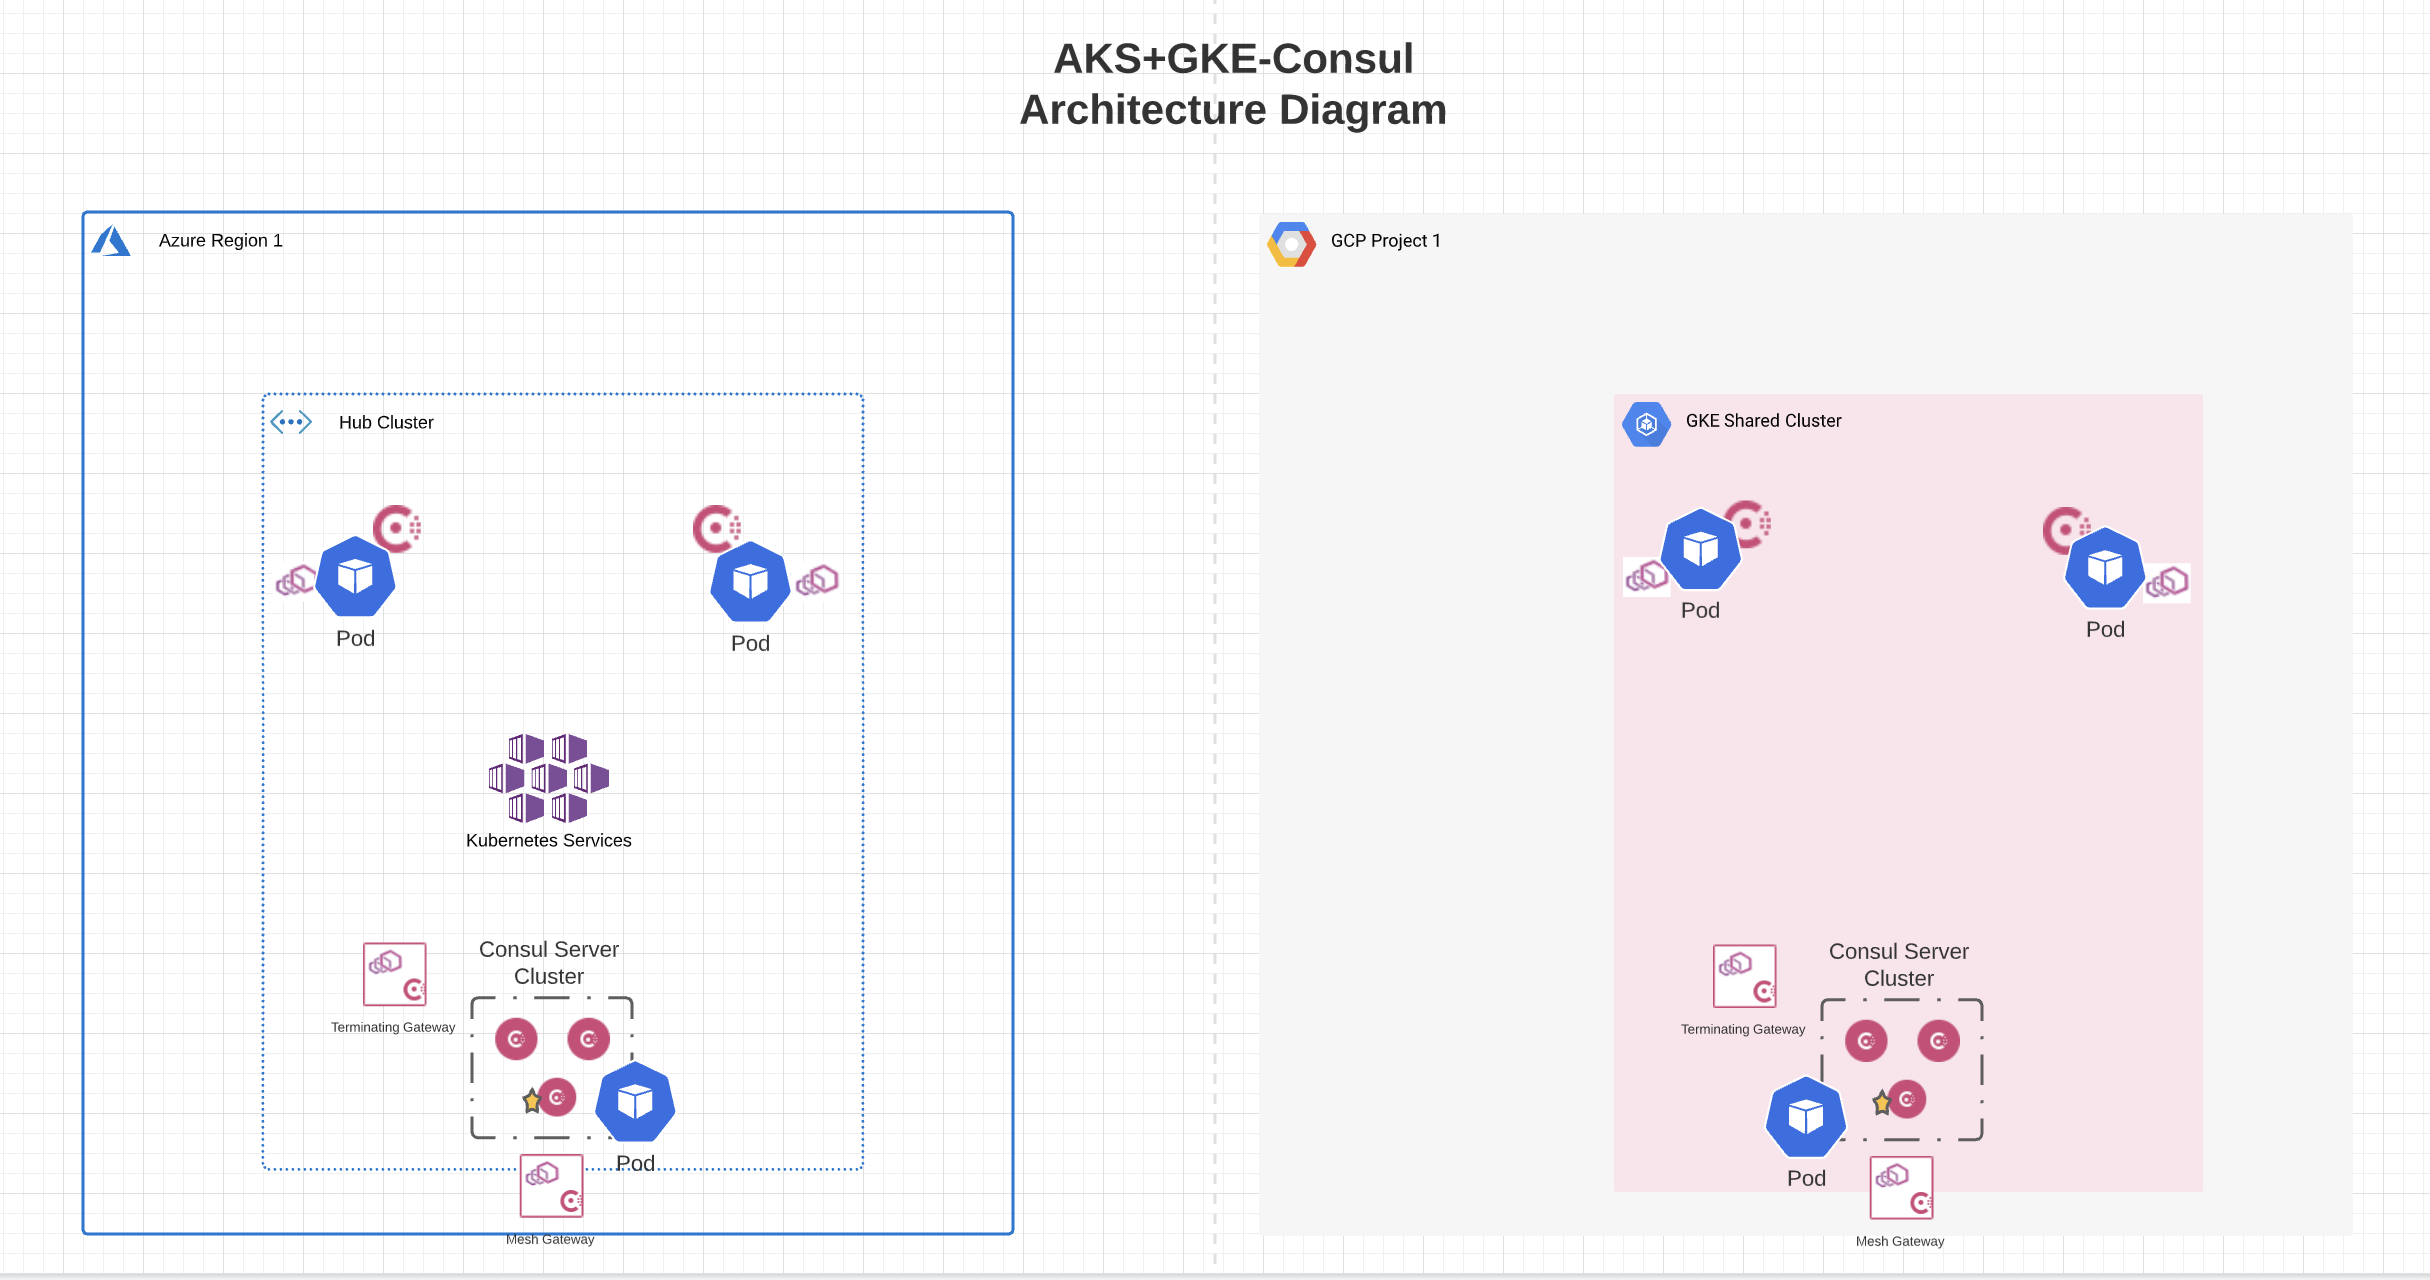 AKS+GKE-Consul
Architecture Diagram
Azure Region 1
Hub Cluster
Pod
Pod
Kubernetes Services
Consul Server
Cluster
Terminating Gateway
Pod
Mesh Gateway
GCP Project 1
GKE Shared Cluster
Pod
Pod
Consul Server
Cluster
Terminating Gateway
Pod
Mesh Gateway